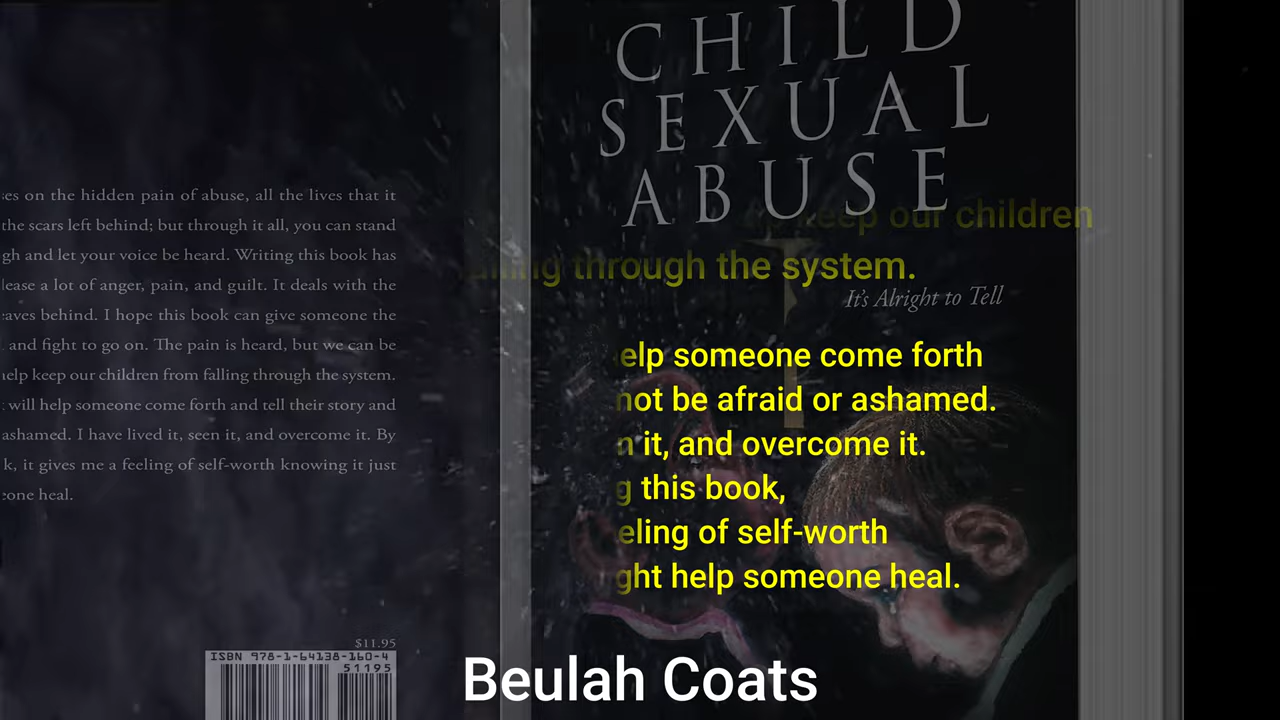 es on the hidden pain of abuse, all the lives that it
the scars left behind; but through it all, you can stand
gh and let your voice be heard. Writing this book has
lease a lot of anger, pain, and guilt. It deals with the
eaves behind. I hope this book can give someone the
and fight to go on. The pain is heard, but we can be
help keep our children from falling through the system.
t will help someone come forth and tell their story and
ashamed. I have lived it, seen it, and overcome it. By
k, it gives me a feeling of self-worth knowing it just
eone heal.
$11.95
ISBN 978-1-64138-160-4
51195
CHILD
SEXUAL
ABUSE
It's Alright to Tell
keep our children
through the system.
elp someone come forth
not be afraid or ashamed.
n it, and overcome it.
g this book,
eling of self-worth
ght help someone heal.
Beulah Coats